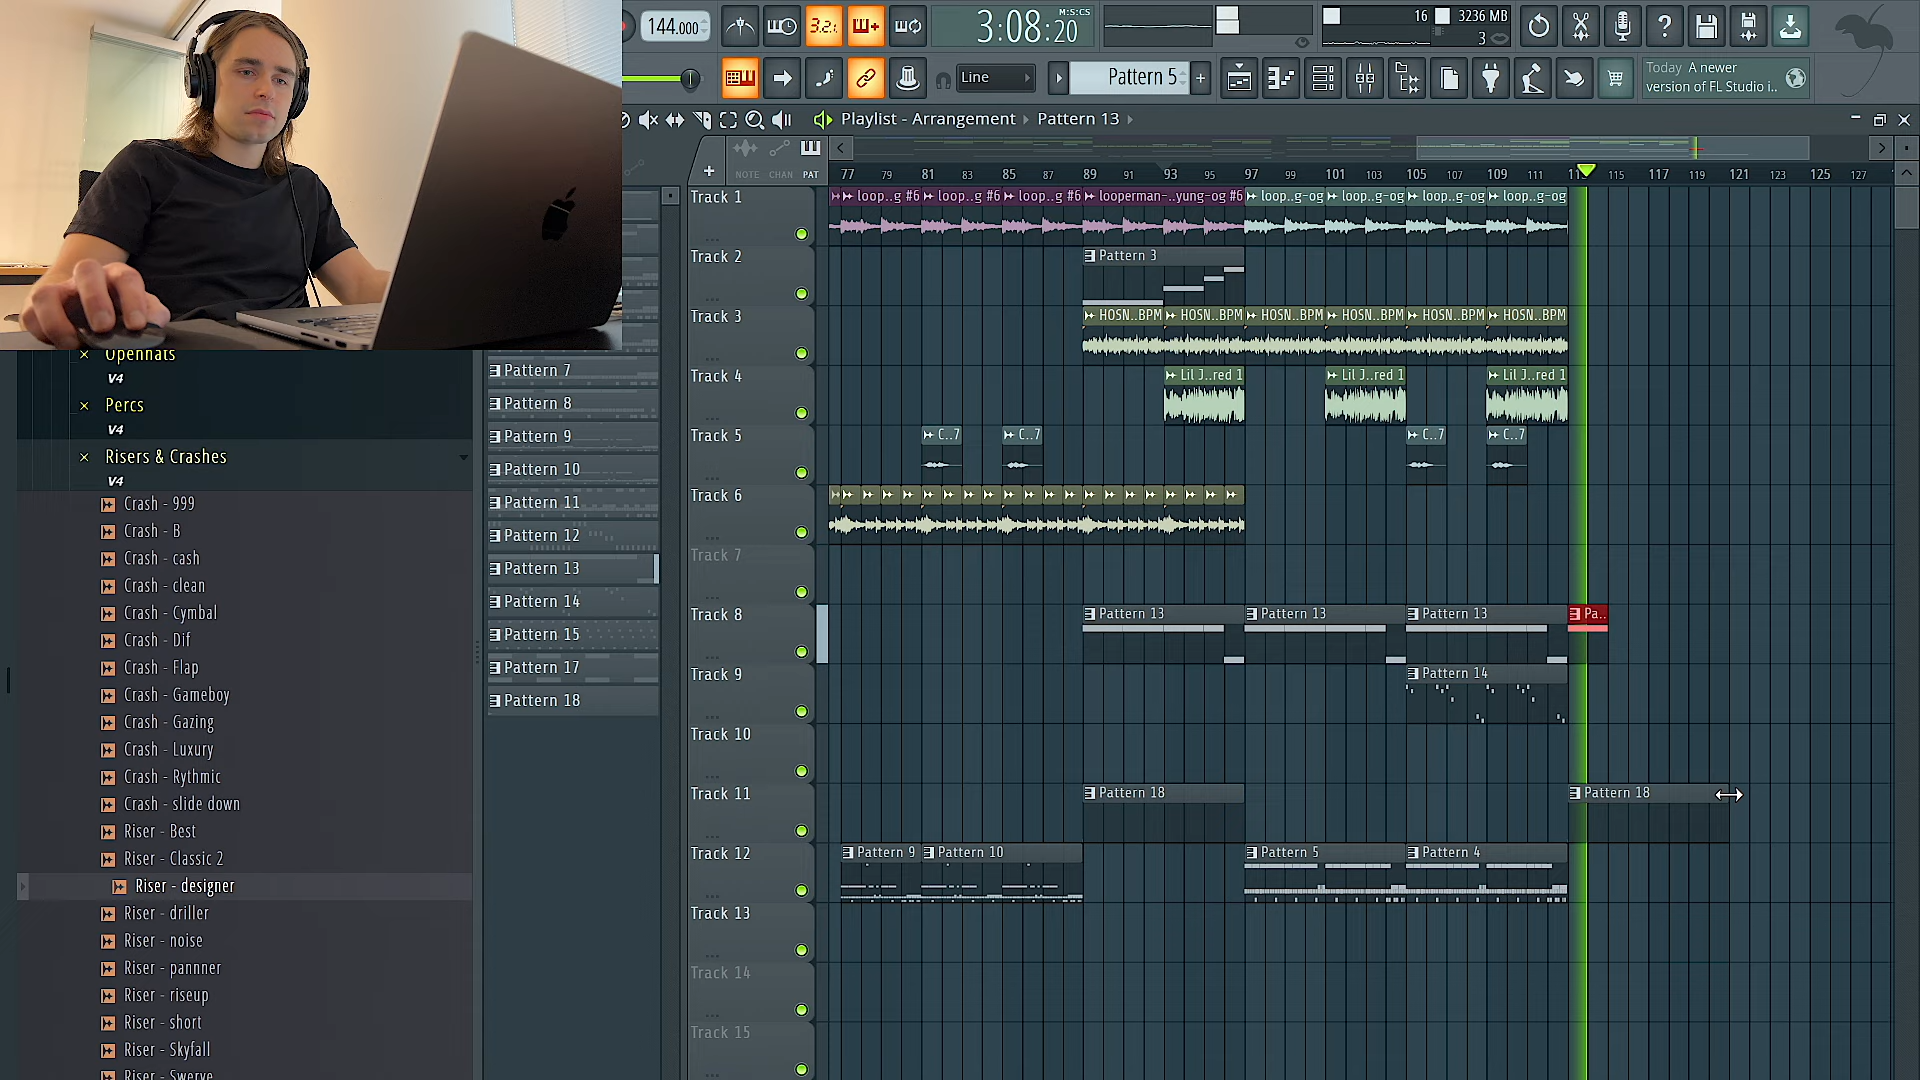 144.000
3:08:20
M:S:CS
16
3236 MB
3
Line
Pattern 5
Today A newer
version of FL Studio i..
Playlist - Arrangement › Pattern 13 ›
NOTE CHAN PAT
77 79 81 83 85 87 89 91 93 95 97 99 101 103 105 107 109 111 115 117 119 121 123 125 127
Track 1
loop..g #6
loop..g #6
loop..g #6
looperman-..yung-og #6
loop..g-og
loop..g-og
loop..g-og
loop..g-og
Track 2
Pattern 3
Track 3
HOSN..BPM
HOSN..BPM
HOSN..BPM
HOSN..BPM
HOSN..BPM
HOSN..BPM
Track 4
Lil J..red 1
Lil J..red 1
Lil J..red 1
Track 5
C..7
C..7
C..7
C..7
Track 6
Track 7
Track 8
Pattern 13
Pattern 13
Pattern 13
Pa..
Track 9
Pattern 14
Track 10
Track 11
Pattern 18
Pattern 18
Track 12
Pattern 9
Pattern 10
Pattern 5
Pattern 4
Track 13
Track 14
Track 15
Pattern 7
Pattern 8
Pattern 9
Pattern 10
Pattern 11
Pattern 12
Pattern 13
Pattern 14
Pattern 15
Pattern 17
Pattern 18
Openhats
V4
Percs
V4
Risers & Crashes
V4
Crash - 999
Crash - B
Crash - cash
Crash - clean
Crash - Cymbal
Crash - Dif
Crash - Flap
Crash - Gameboy
Crash - Gazing
Crash - Luxury
Crash - Rythmic
Crash - slide down
Riser - Best
Riser - Classic 2
Riser - designer
Riser - driller
Riser - noise
Riser - pannner
Riser - riseup
Riser - short
Riser - Skyfall
Riser - Swerve